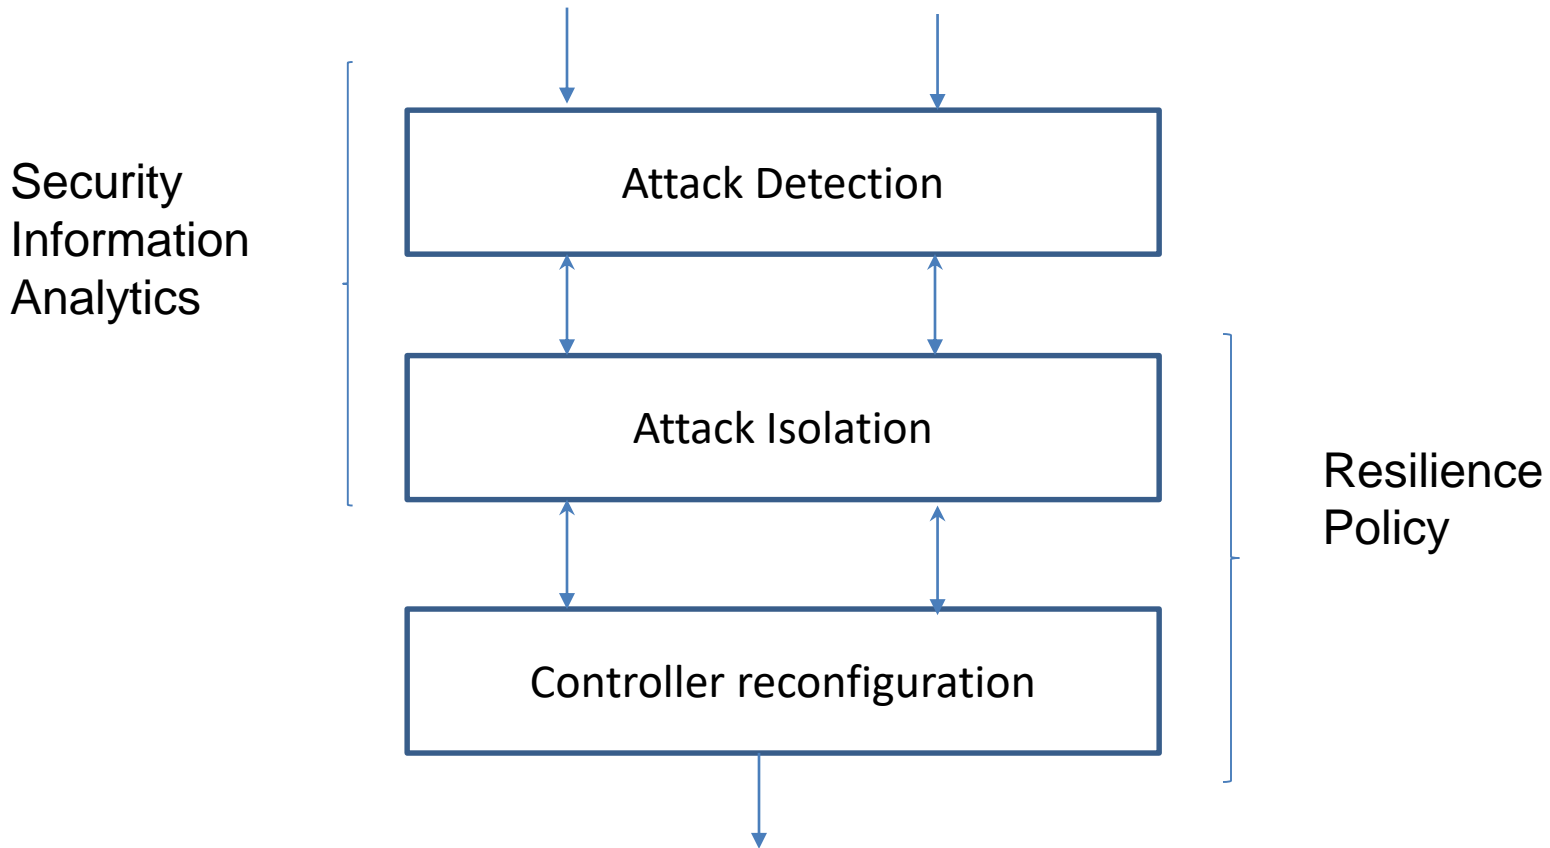 Security
Information
Analytics
Attack Detection
Attack Isolation
Controller reconfiguration
Resilience
Policy